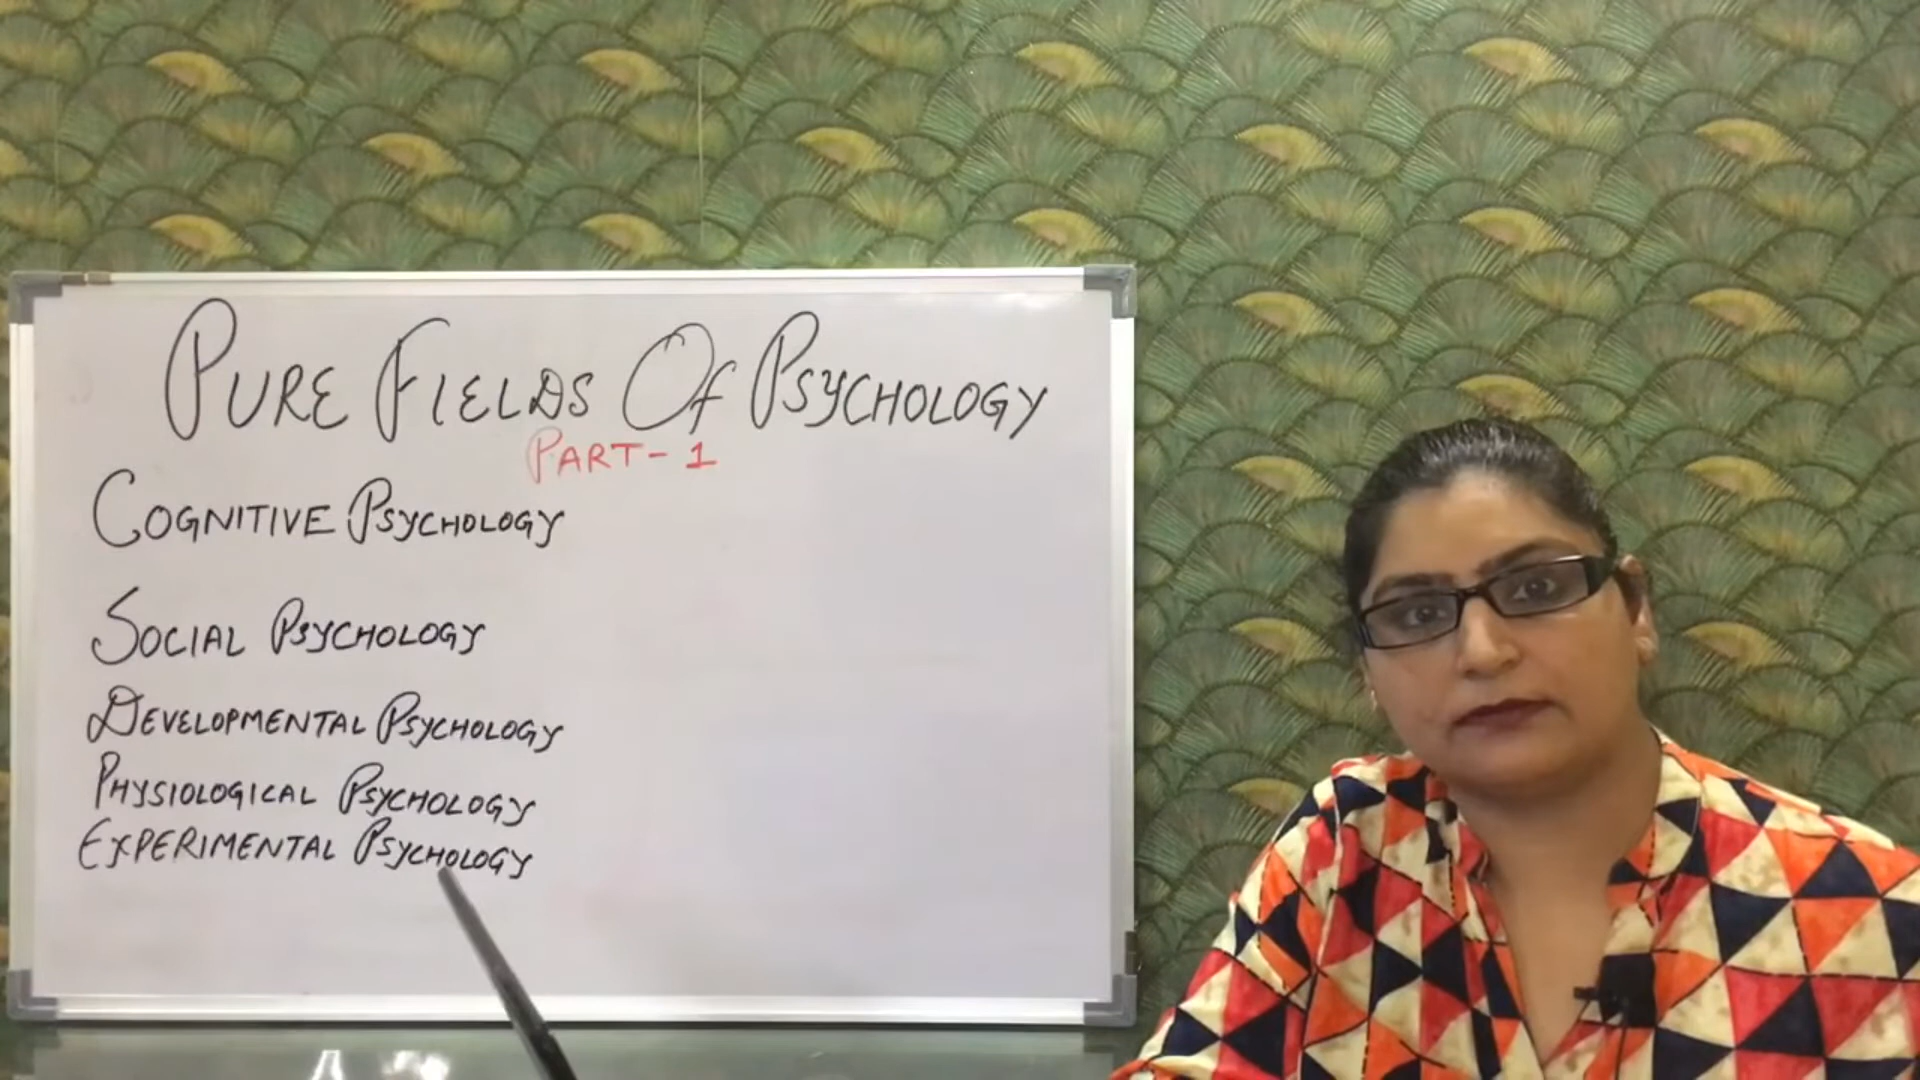 PURE FIELDS OF PSYCHOLOGY
PART-1
COGNITIVE PSYCHOLOGY
SOCIAL PSYCHOLOGY
DEVELOPMENTAL PSYCHOLOGY
PHYSIOLOGICAL PSYCHOLOGY
EXPERIMENTAL PSYCHOLOGY